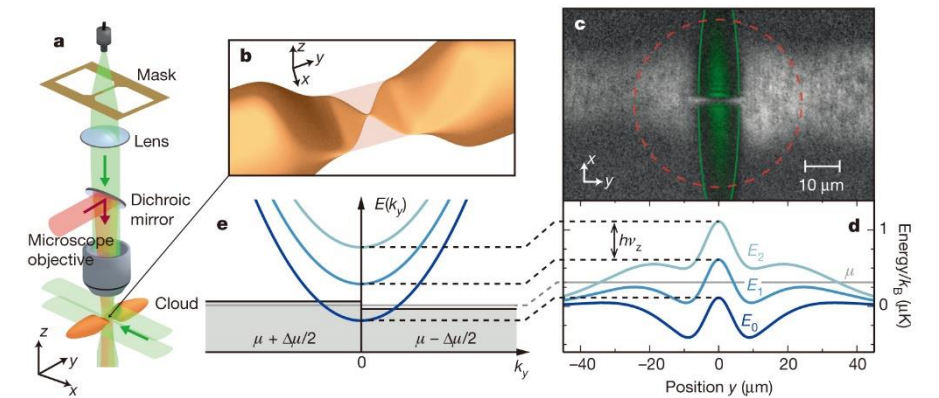 a
Mask
Lens
Dichroic
mirror
Microscope
objective
Cloud
z
y
x
b
z
y
x
c
x
y
10 μm
e
E(k_y)
μ + Δμ/2
μ − Δμ/2
0
k_y
d
hν_z
E_2
E_1
E_0
μ
1
0
Energy/k_B (μK)
−40
−20
0
20
40
Position y (μm)